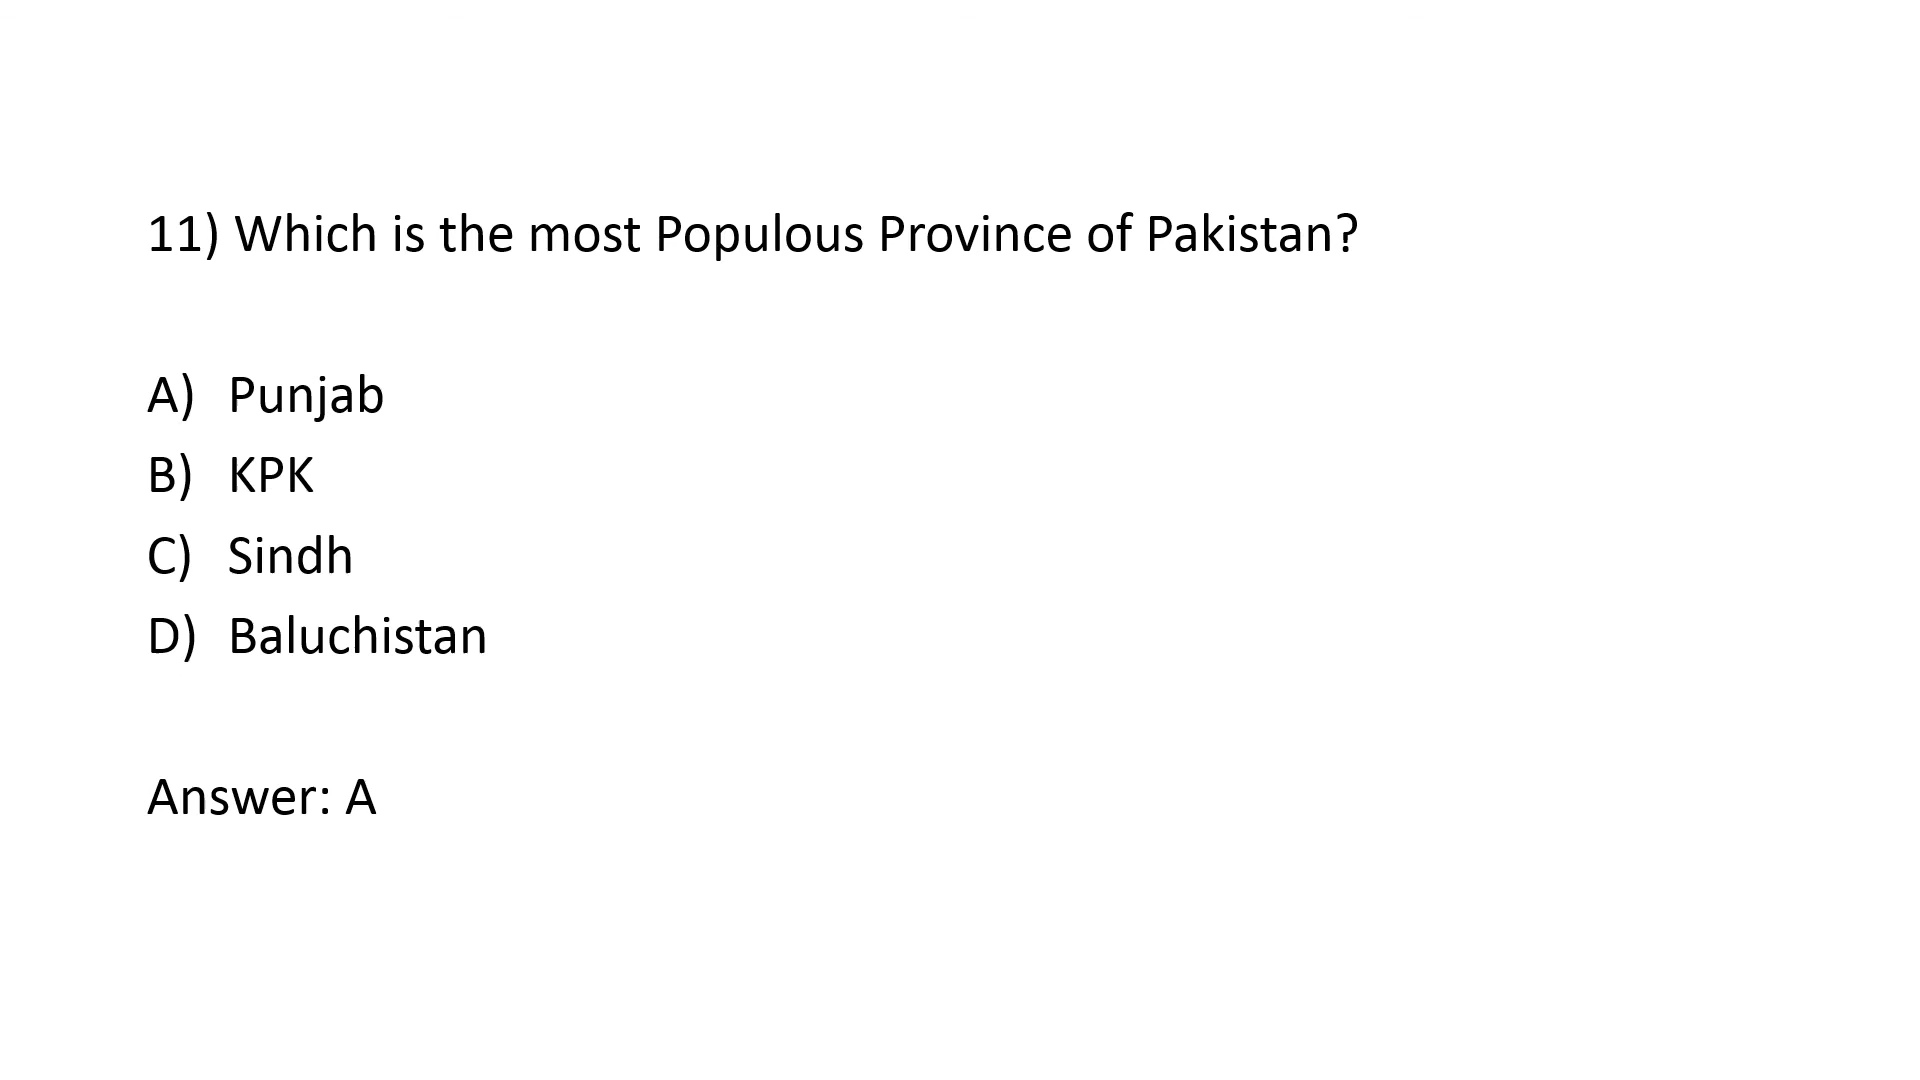 11) Which is the most Populous Province of Pakistan?
A) Punjab
B) KPK
C) Sindh
D) Baluchistan
Answer: A